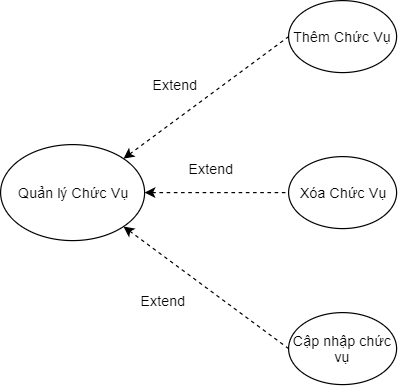 Thêm Chức Vụ
Extend
Extend
Quản lý Chức Vụ
Xóa Chức Vụ
Extend
Cập nhập chức
vụ